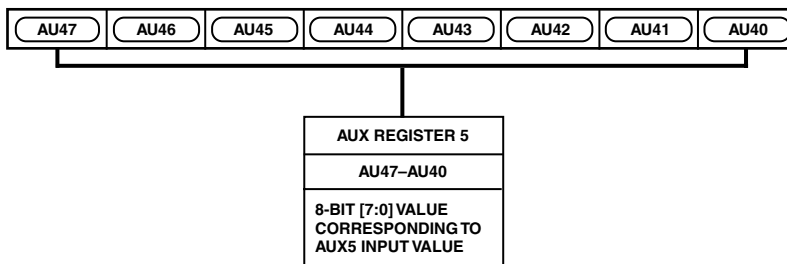 AU47 AU46 AU45 AU44 AU43 AU42 AU41 AU40
AUX REGISTER 5
AU47–AU40
8-BIT [7:0] VALUE
CORRESPONDING TO
AUX5 INPUT VALUE